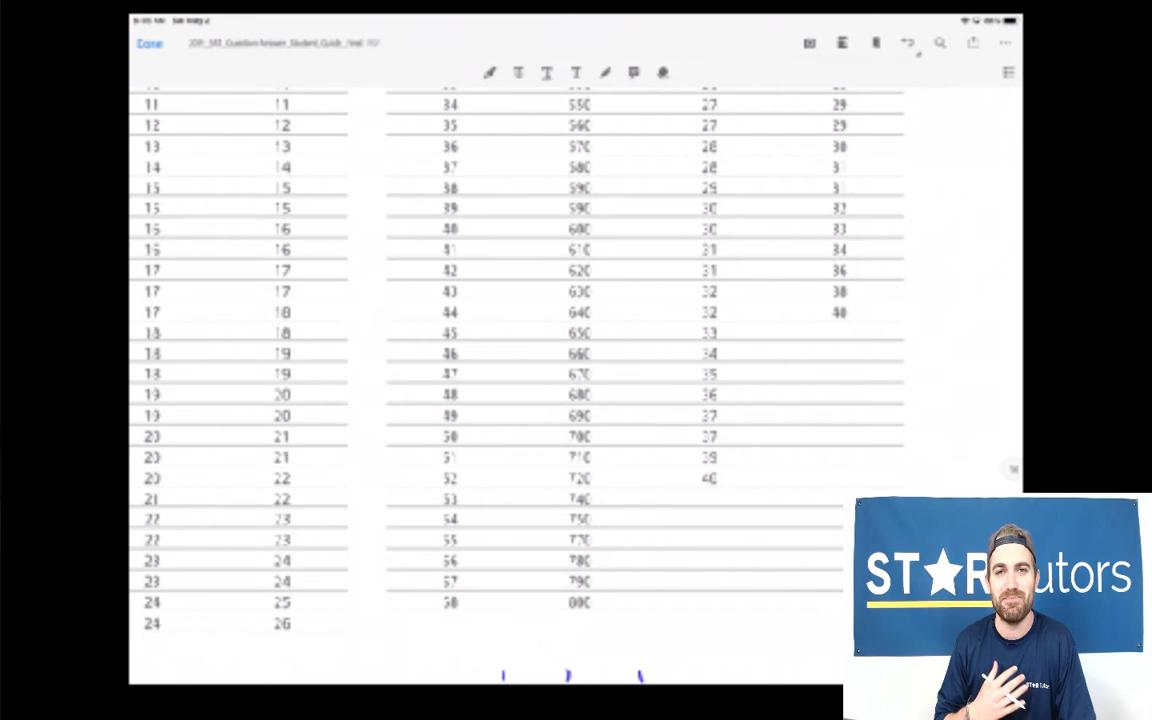 Sat May 2
Done
11 11 34 550 27 29
12 12 35 560 27 29
13 13 36 570 28 30
14 14 37 580 28 31
15 15 38 590 29 31
15 15 39 590 30 32
16 16 40 600 30 33
16 16 41 610 31 34
17 17 42 620 31 36
17 17 43 630 32 38
17 18 44 640 32 40
18 18 45 650 33
18 19 46 660 34
18 19 47 670 35
19 20 48 680 36
19 20 49 690 37
20 21 50 700 37
20 21 51 710 39
20 22 52 720 40
21 22 53 740
22 23 54 750
22 23 55 770
23 24 56 780
23 24 57 790
24 25 58 800
24 26